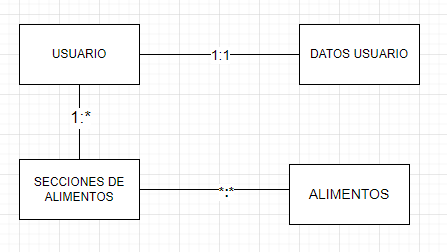 USUARIO
1:1
DATOS USUARIO
1:*
SECCIONES DE
ALIMENTOS
*:*
ALIMENTOS